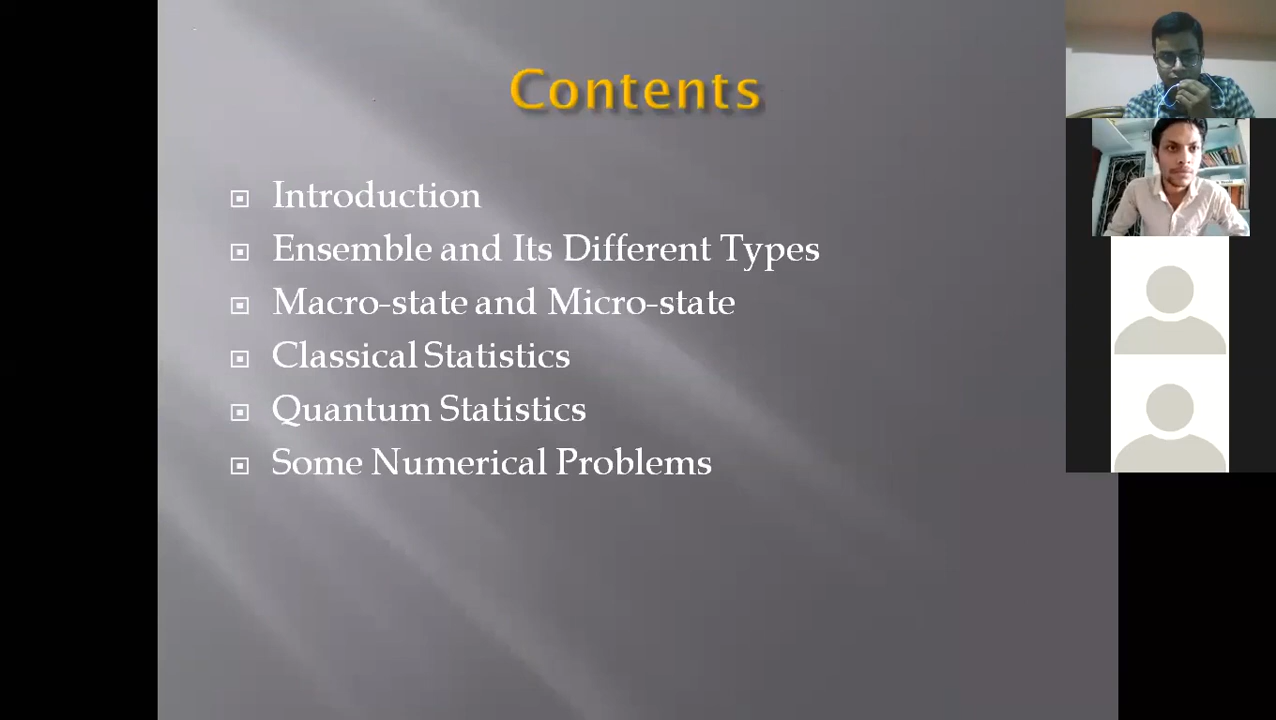 Contents
Introduction
Ensemble and Its Different Types
Macro-state and Micro-state
Classical Statistics
Quantum Statistics
Some Numerical Problems